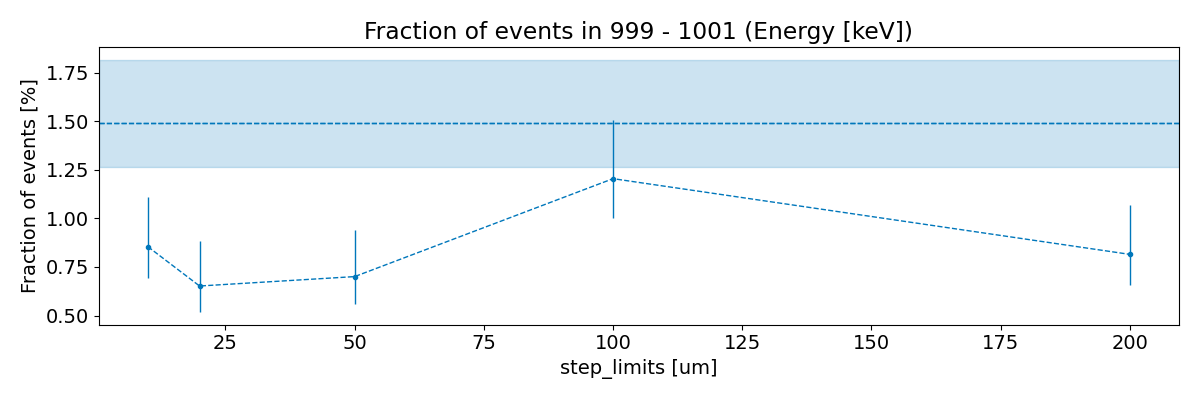 Fraction of events in 999 - 1001 (Energy [keV])
Fraction of events [%]
1.75
1.50
1.25
1.00
0.75
0.50
25 50 75 100 125 150 175 200
step_limits [um]